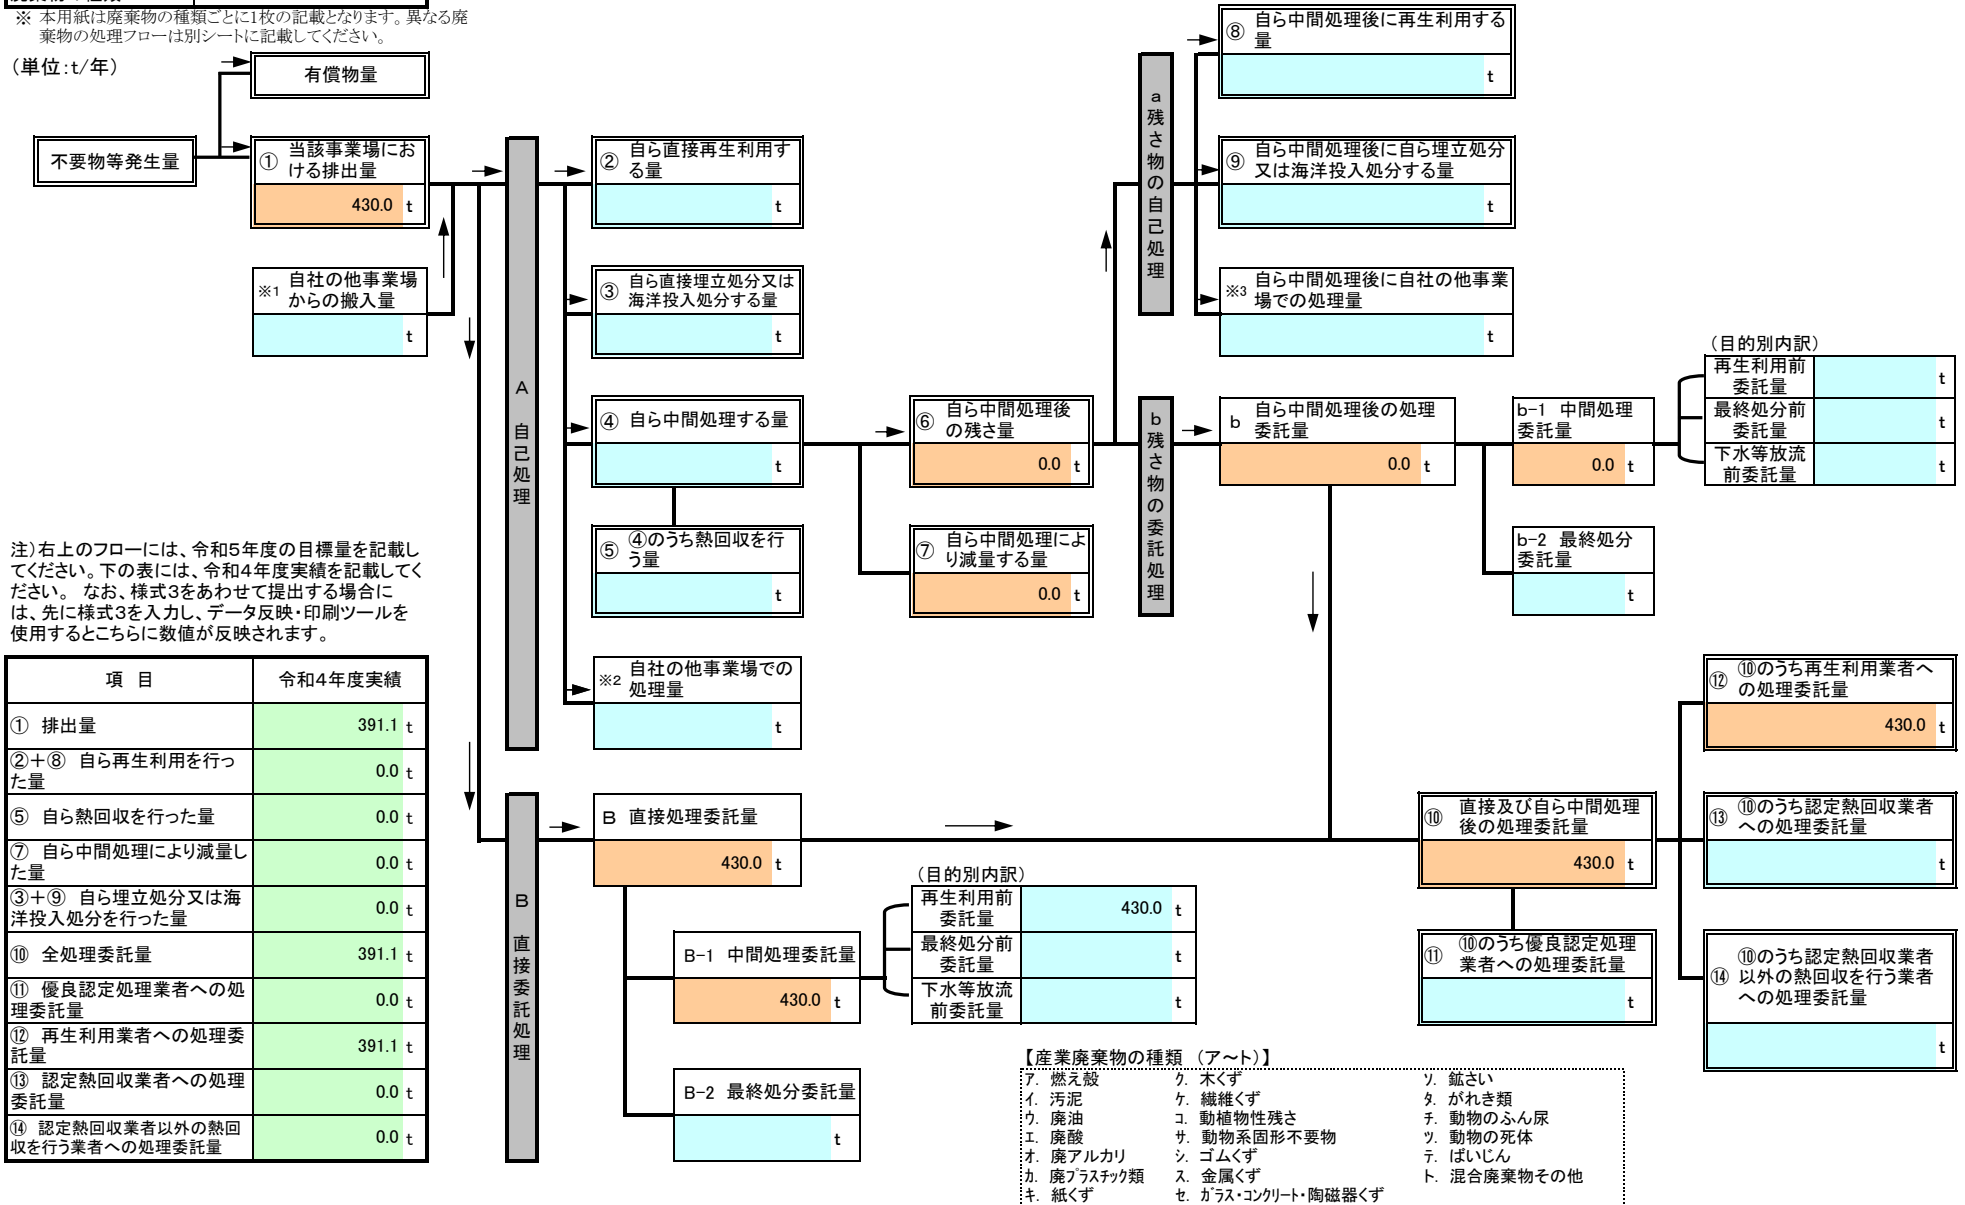 ※ 本用紙は廃棄物の種類ごとに1枚の記載となります。異なる廃
棄物の処理フローは別シートに記載してください。
(単位:t/年)
有償物量
不要物等発生量
① 当該事業場にお
ける排出量
430.0 t
※1 自社の他事業場
からの搬入量
t
A 自己処理
② 自ら直接再生利用す
る量
t
③ 自ら直接埋立処分又は
海洋投入処分する量
t
④ 自ら中間処理する量
t
⑤ ④のうち熱回収を行
う量
t
※2 自社の他事業場での
処理量
t
⑥ 自ら中間処理後
の残さ量
0.0 t
⑦ 自ら中間処理によ
り減量する量
0.0 t
a 残さ物の自己処理
⑧ 自ら中間処理後に再生利用する
量
t
⑨ 自ら中間処理後に自ら埋立処分
又は海洋投入処分する量
t
※3 自ら中間処理後に自社の他事業
場での処理量
t
b 残さ物の委託処理
b 自ら中間処理後の処理
委託量
0.0 t
b-1 中間処理
委託量
0.0 t
(目的別内訳)
再生利用前
委託量
t
最終処分前
委託量
t
下水等放流
前委託量
t
b-2 最終処分
委託量
t
注)右上のフローには、令和5年度の目標量を記載し
てください。下の表には、令和4年度実績を記載してく
ださい。 なお、様式3をあわせて提出する場合に
は、先に様式3を入力し、データ反映・印刷ツールを
使用するとこちらに数値が反映されます。
項 目 令和4年度実績
① 排出量 391.1 t
②+⑧ 自ら再生利用を行っ
た量 0.0 t
⑤ 自ら熱回収を行った量 0.0 t
⑦ 自ら中間処理により減量し
た量 0.0 t
③+⑨ 自ら埋立処分又は海
洋投入処分を行った量 0.0 t
⑩ 全処理委託量 391.1 t
⑪ 優良認定処理業者への処
理委託量 0.0 t
⑫ 再生利用業者への処理委
託量 391.1 t
⑬ 認定熱回収業者への処理
委託量 0.0 t
⑭ 認定熱回収業者以外の熱回
収を行う業者への処理委託量 0.0 t
B 直接委託処理
B 直接処理委託量
430.0 t
B-1 中間処理委託量
430.0 t
(目的別内訳)
再生利用前
委託量
430.0 t
最終処分前
委託量
t
下水等放流
前委託量
t
B-2 最終処分委託量
t
⑩ 直接及び自ら中間処理
後の処理委託量
430.0 t
⑪ ⑩のうち優良認定処理
業者への処理委託量
t
⑫ ⑩のうち再生利用業者へ
の処理委託量
430.0 t
⑬ ⑩のうち認定熱回収業者
への処理委託量
t
⑭ ⑩のうち認定熱回収業者
以外の熱回収を行う業者
への処理委託量
t
【産業廃棄物の種類 (ア~ト)】
ア. 燃え殻 ク. 木くず ソ. 鉱さい
イ. 汚泥 ケ. 繊維くず タ. がれき類
ウ. 廃油 コ. 動植物性残さ チ. 動物のふん尿
エ. 廃酸 サ. 動物系固形不要物 ツ. 動物の死体
オ. 廃アルカリ シ. ゴムくず テ. ばいじん
カ. 廃プラスチック類 ス. 金属くず ト. 混合廃棄物その他
キ. 紙くず セ. ガラス・コンクリート・陶磁器くず